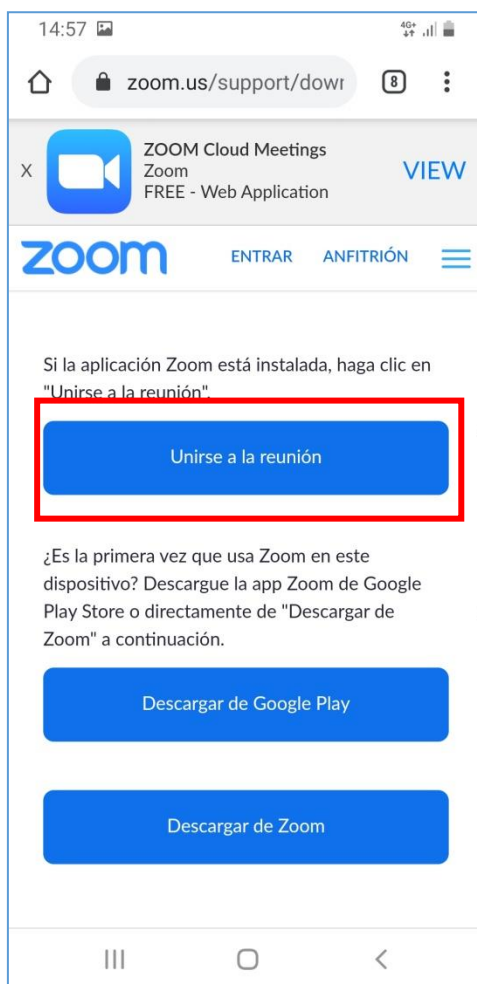 14:57
4G+
zoom.us/support/dowr
8
X
ZOOM Cloud Meetings
Zoom
FREE - Web Application
VIEW
zoom
ENTRAR
ANFITRIÓN
Si la aplicación Zoom está instalada, haga clic en
"Unirse a la reunión".
Unirse a la reunión
¿Es la primera vez que usa Zoom en este
dispositivo? Descargue la app Zoom de Google
Play Store o directamente de "Descargar de
Zoom" a continuación.
Descargar de Google Play
Descargar de Zoom